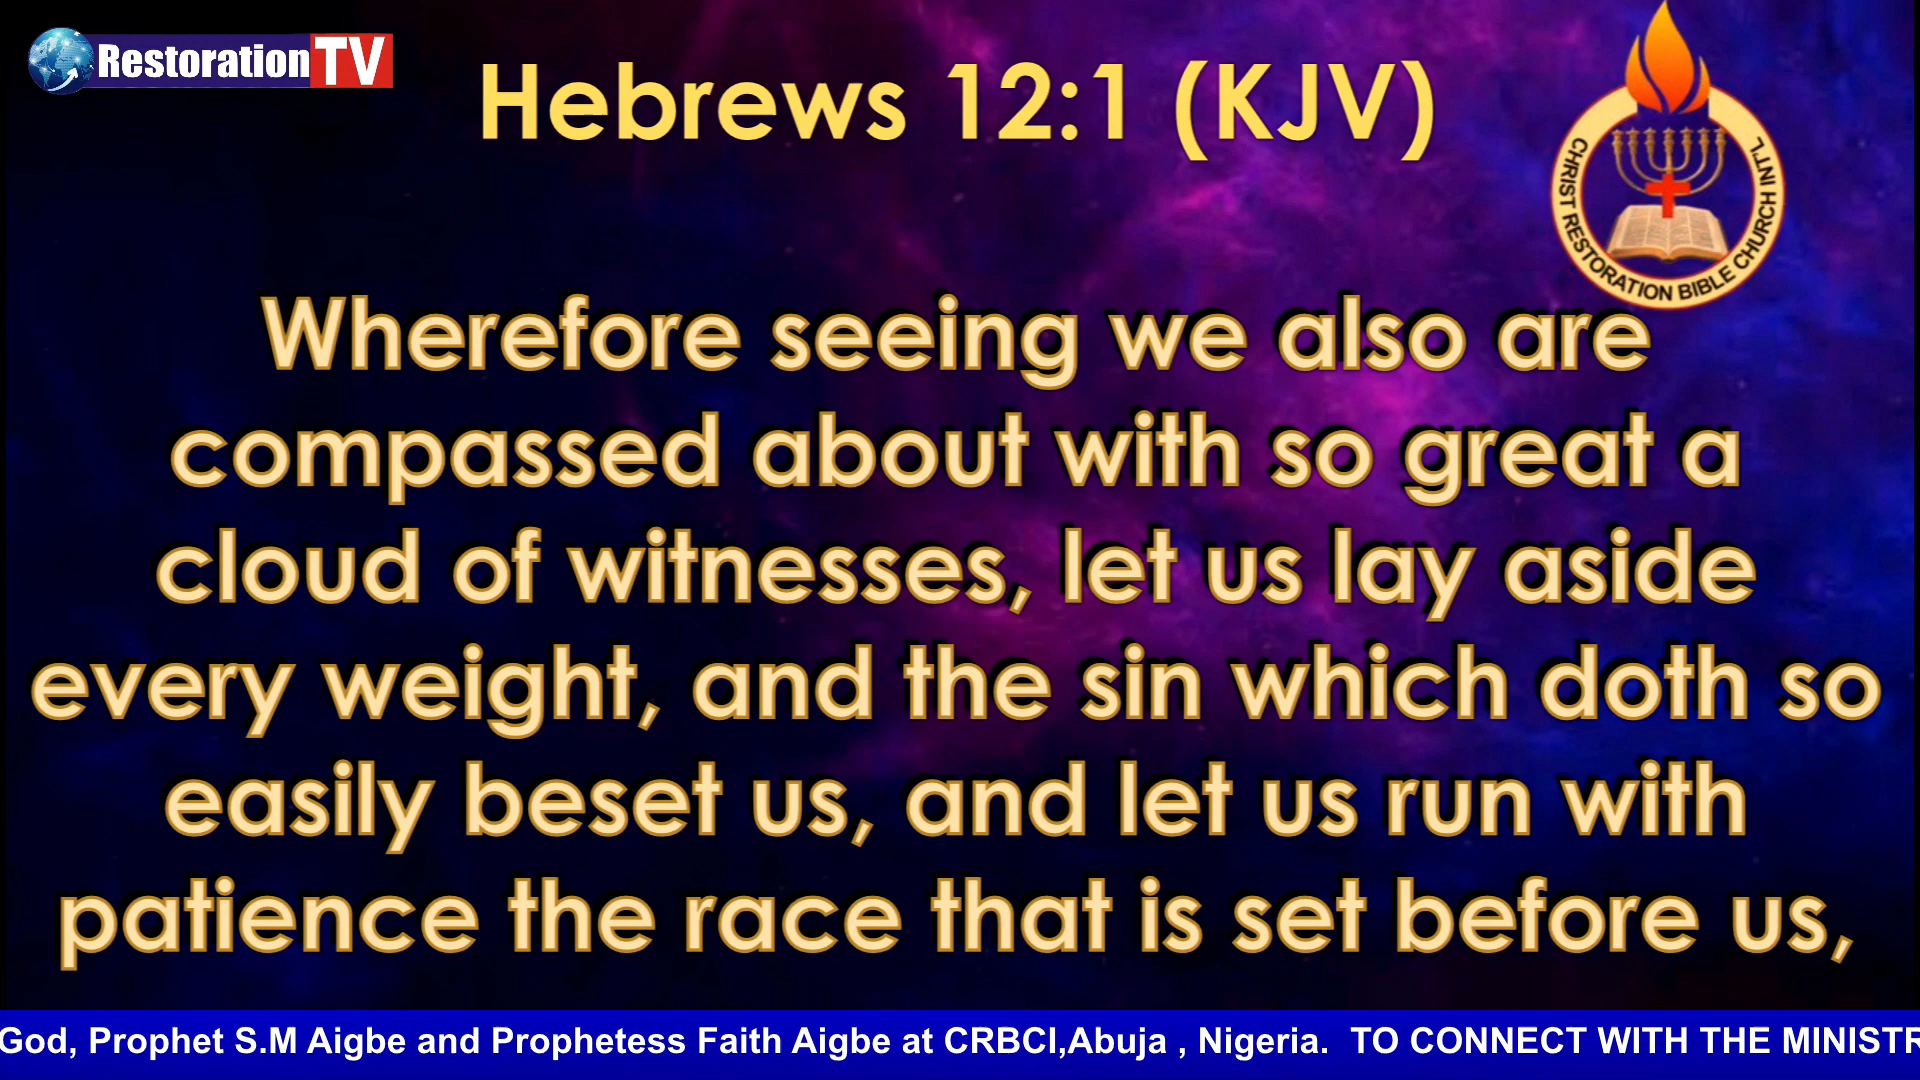 RestorationTV
Hebrews 12:1 (KJV)
CHRIST RESTORATION BIBLE CHURCH INT'L
Wherefore seeing we also are
compassed about with so great a
cloud of witnesses, let us lay aside
every weight, and the sin which doth so
easily beset us, and let us run with
patience the race that is set before us,
God, Prophet S.M Aigbe and Prophetess Faith Aigbe at CRBCI,Abuja , Nigeria. TO CONNECT WITH THE MINISTR